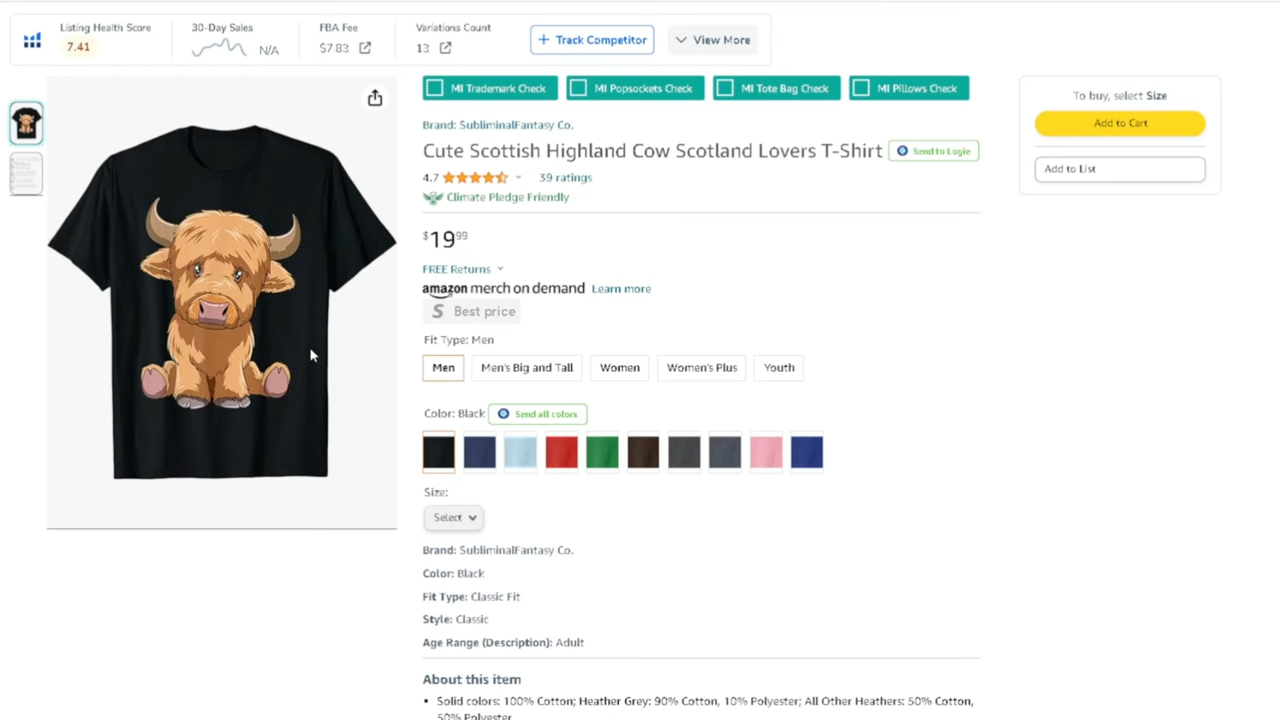 Listing Health Score
7.41
30-Day Sales
N/A
FBA Fee
$7.83
Variations Count
13
+ Track Competitor
View More
MI Trademark Check
MI Popsockets Check
MI Tote Bag Check
MI Pillows Check
To buy, select Size
Add to Cart
Add to List
Brand: SubliminalFantasy Co.
Cute Scottish Highland Cow Scotland Lovers T-Shirt
Send to Logie
4.7
39 ratings
Climate Pledge Friendly
$19.99
FREE Returns
amazon merch on demand Learn more
S Best price
Fit Type: Men
Men
Men's Big and Tall
Women
Women's Plus
Youth
Color: Black
Send all colors
Size:
Select
Brand: SubliminalFantasy Co.
Color: Black
Fit Type: Classic Fit
Style: Classic
Age Range (Description): Adult
About this item
• Solid colors: 100% Cotton; Heather Grey: 90% Cotton, 10% Polyester; All Other Heathers: 50% Cotton,
50% Polyester